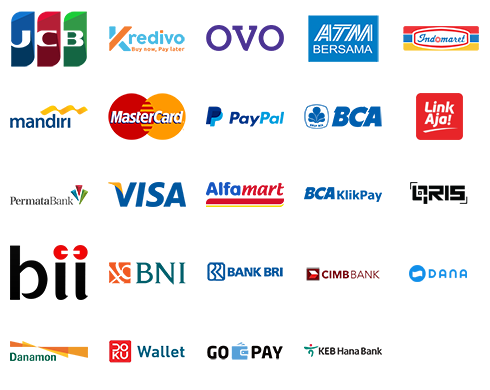 JCB
Kredivo
Buy now, Pay later
OVO
ATM
BERSAMA
Indomaret
mandiri
MasterCard
PayPal
BCA
Link
Aja!
PermataBank
VISA
Alfamart
BCA KlikPay
QRIS
bii
BNI
BANK BRI
CIMB BANK
DANA
Danamon
DOKU Wallet
GO PAY
KEB Hana Bank